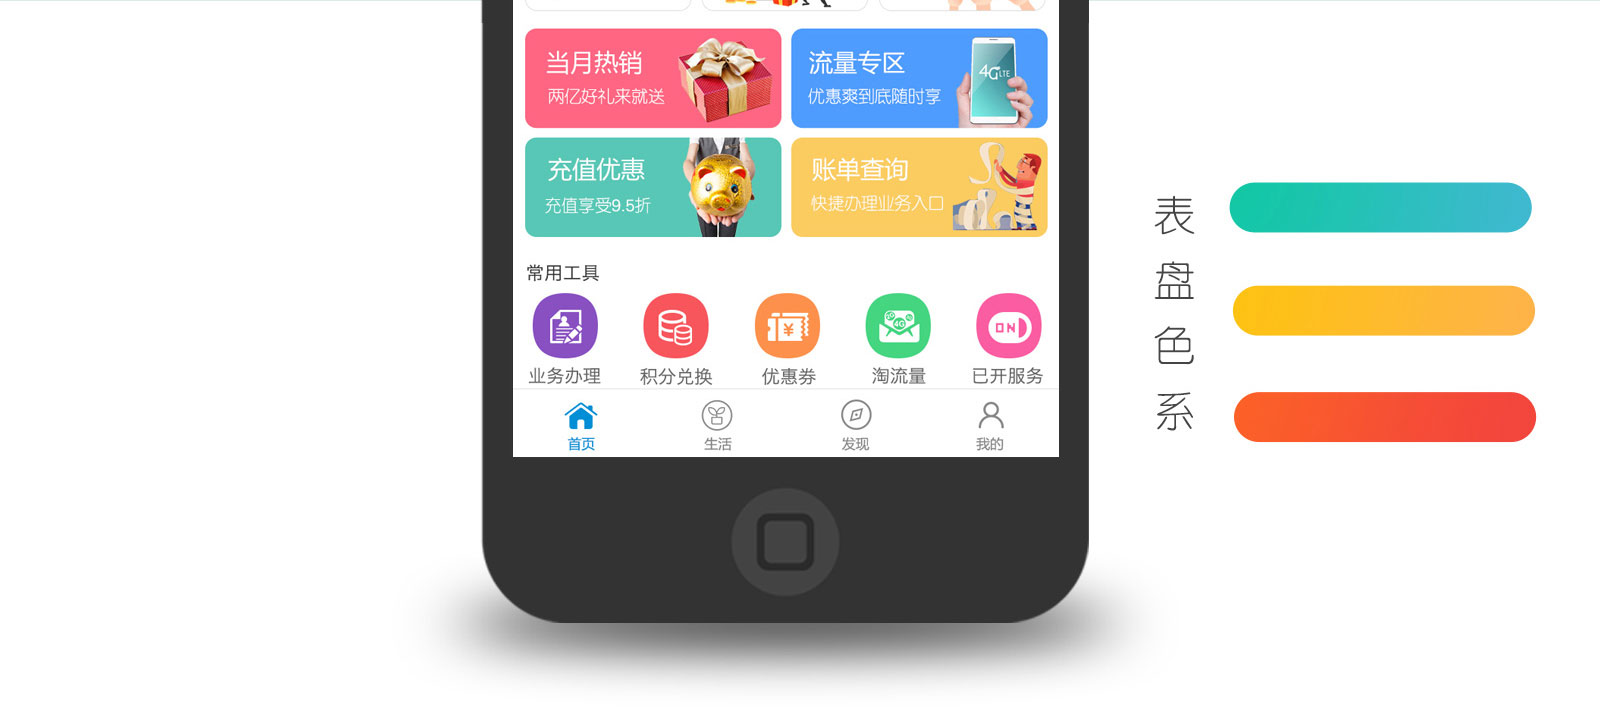 当月热销
两亿好礼来就送
流量专区
优惠爽到底随时享
4G LTE
充值优惠
充值享受9.5折
账单查询
快捷办理业务入口
常用工具
¥
2G
3G
4G
ON
业务办理
积分兑换
优惠券
淘流量
已开服务
首页
生活
发现
我的
表盘色系